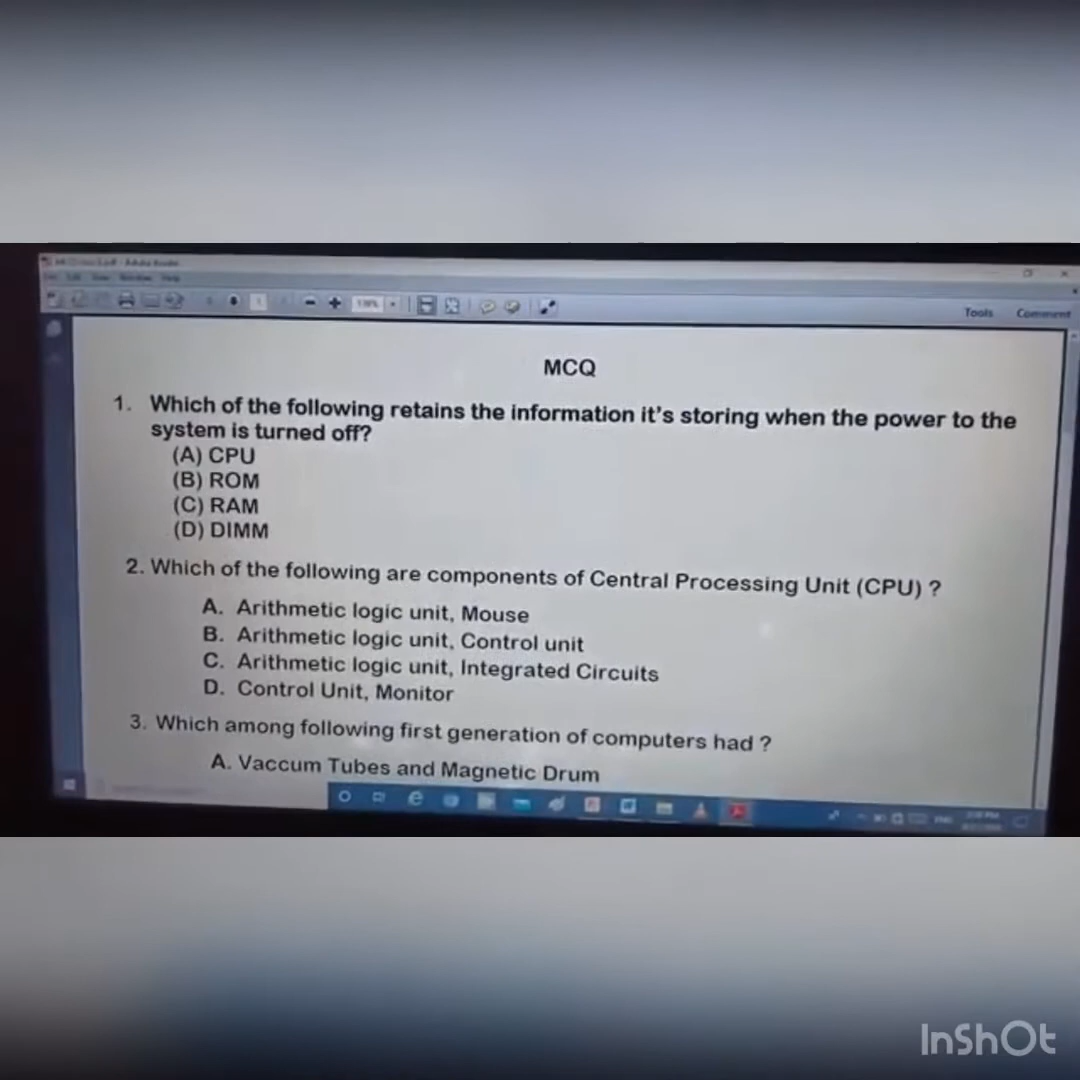 Tools Comment
MCQ
1. Which of the following retains the information it's storing when the power to the
system is turned off?
(A) CPU
(B) ROM
(C) RAM
(D) DIMM
2. Which of the following are components of Central Processing Unit (CPU) ?
A. Arithmetic logic unit, Mouse
B. Arithmetic logic unit, Control unit
C. Arithmetic logic unit, Integrated Circuits
D. Control Unit, Monitor
3. Which among following first generation of computers had ?
A. Vaccum Tubes and Magnetic Drum
InShOt